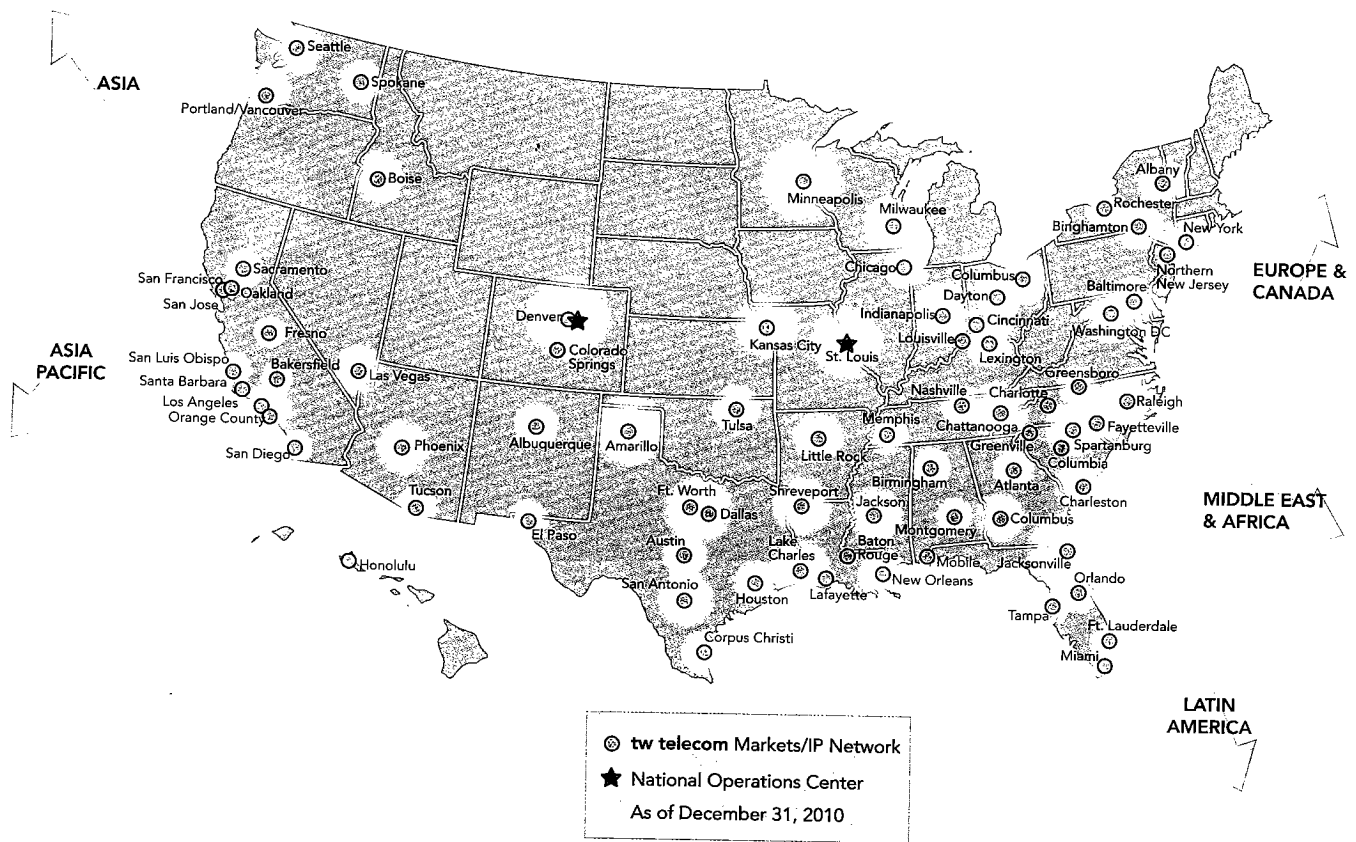 Seattle
ASIA
Spokane
Portland/Vancouver
Boise
Minneapolis
Milwaukee
Albany
Rochester
Binghamton
New York
San Francisco
Sacramento
Oakland
San Jose
Chicago
Columbus
Dayton
Northern
New Jersey
Baltimore
EUROPE &
CANADA
Denver
Indianapolis
Cincinnati
Washington DC
Fresno
Colorado
Springs
Kansas City
St. Louis
Louisville
Lexington
ASIA
PACIFIC
San Luis Obispo
Bakersfield
Las Vegas
Santa Barbara
Los Angeles
Orange County
Greensboro
Nashville
Charlotte
Raleigh
San Diego
Phoenix
Albuquerque
Amarillo
Tulsa
Memphis
Chattanooga
Fayetteville
Little Rock
Greenville
Spartanburg
Columbia
Tucson
Ft. Worth
Dallas
Shreveport
Birmingham
Atlanta
Charleston
Jackson
Montgomery
Columbus
MIDDLE EAST
& AFRICA
El Paso
Austin
Lake
Charles
Baton
Rouge
Mobile
Jacksonville
Honolulu
San Antonio
Houston
Lafayette
New Orleans
Orlando
Tampa
Ft. Lauderdale
Corpus Christi
Miami
LATIN
AMERICA
tw telecom Markets/IP Network
National Operations Center
As of December 31, 2010